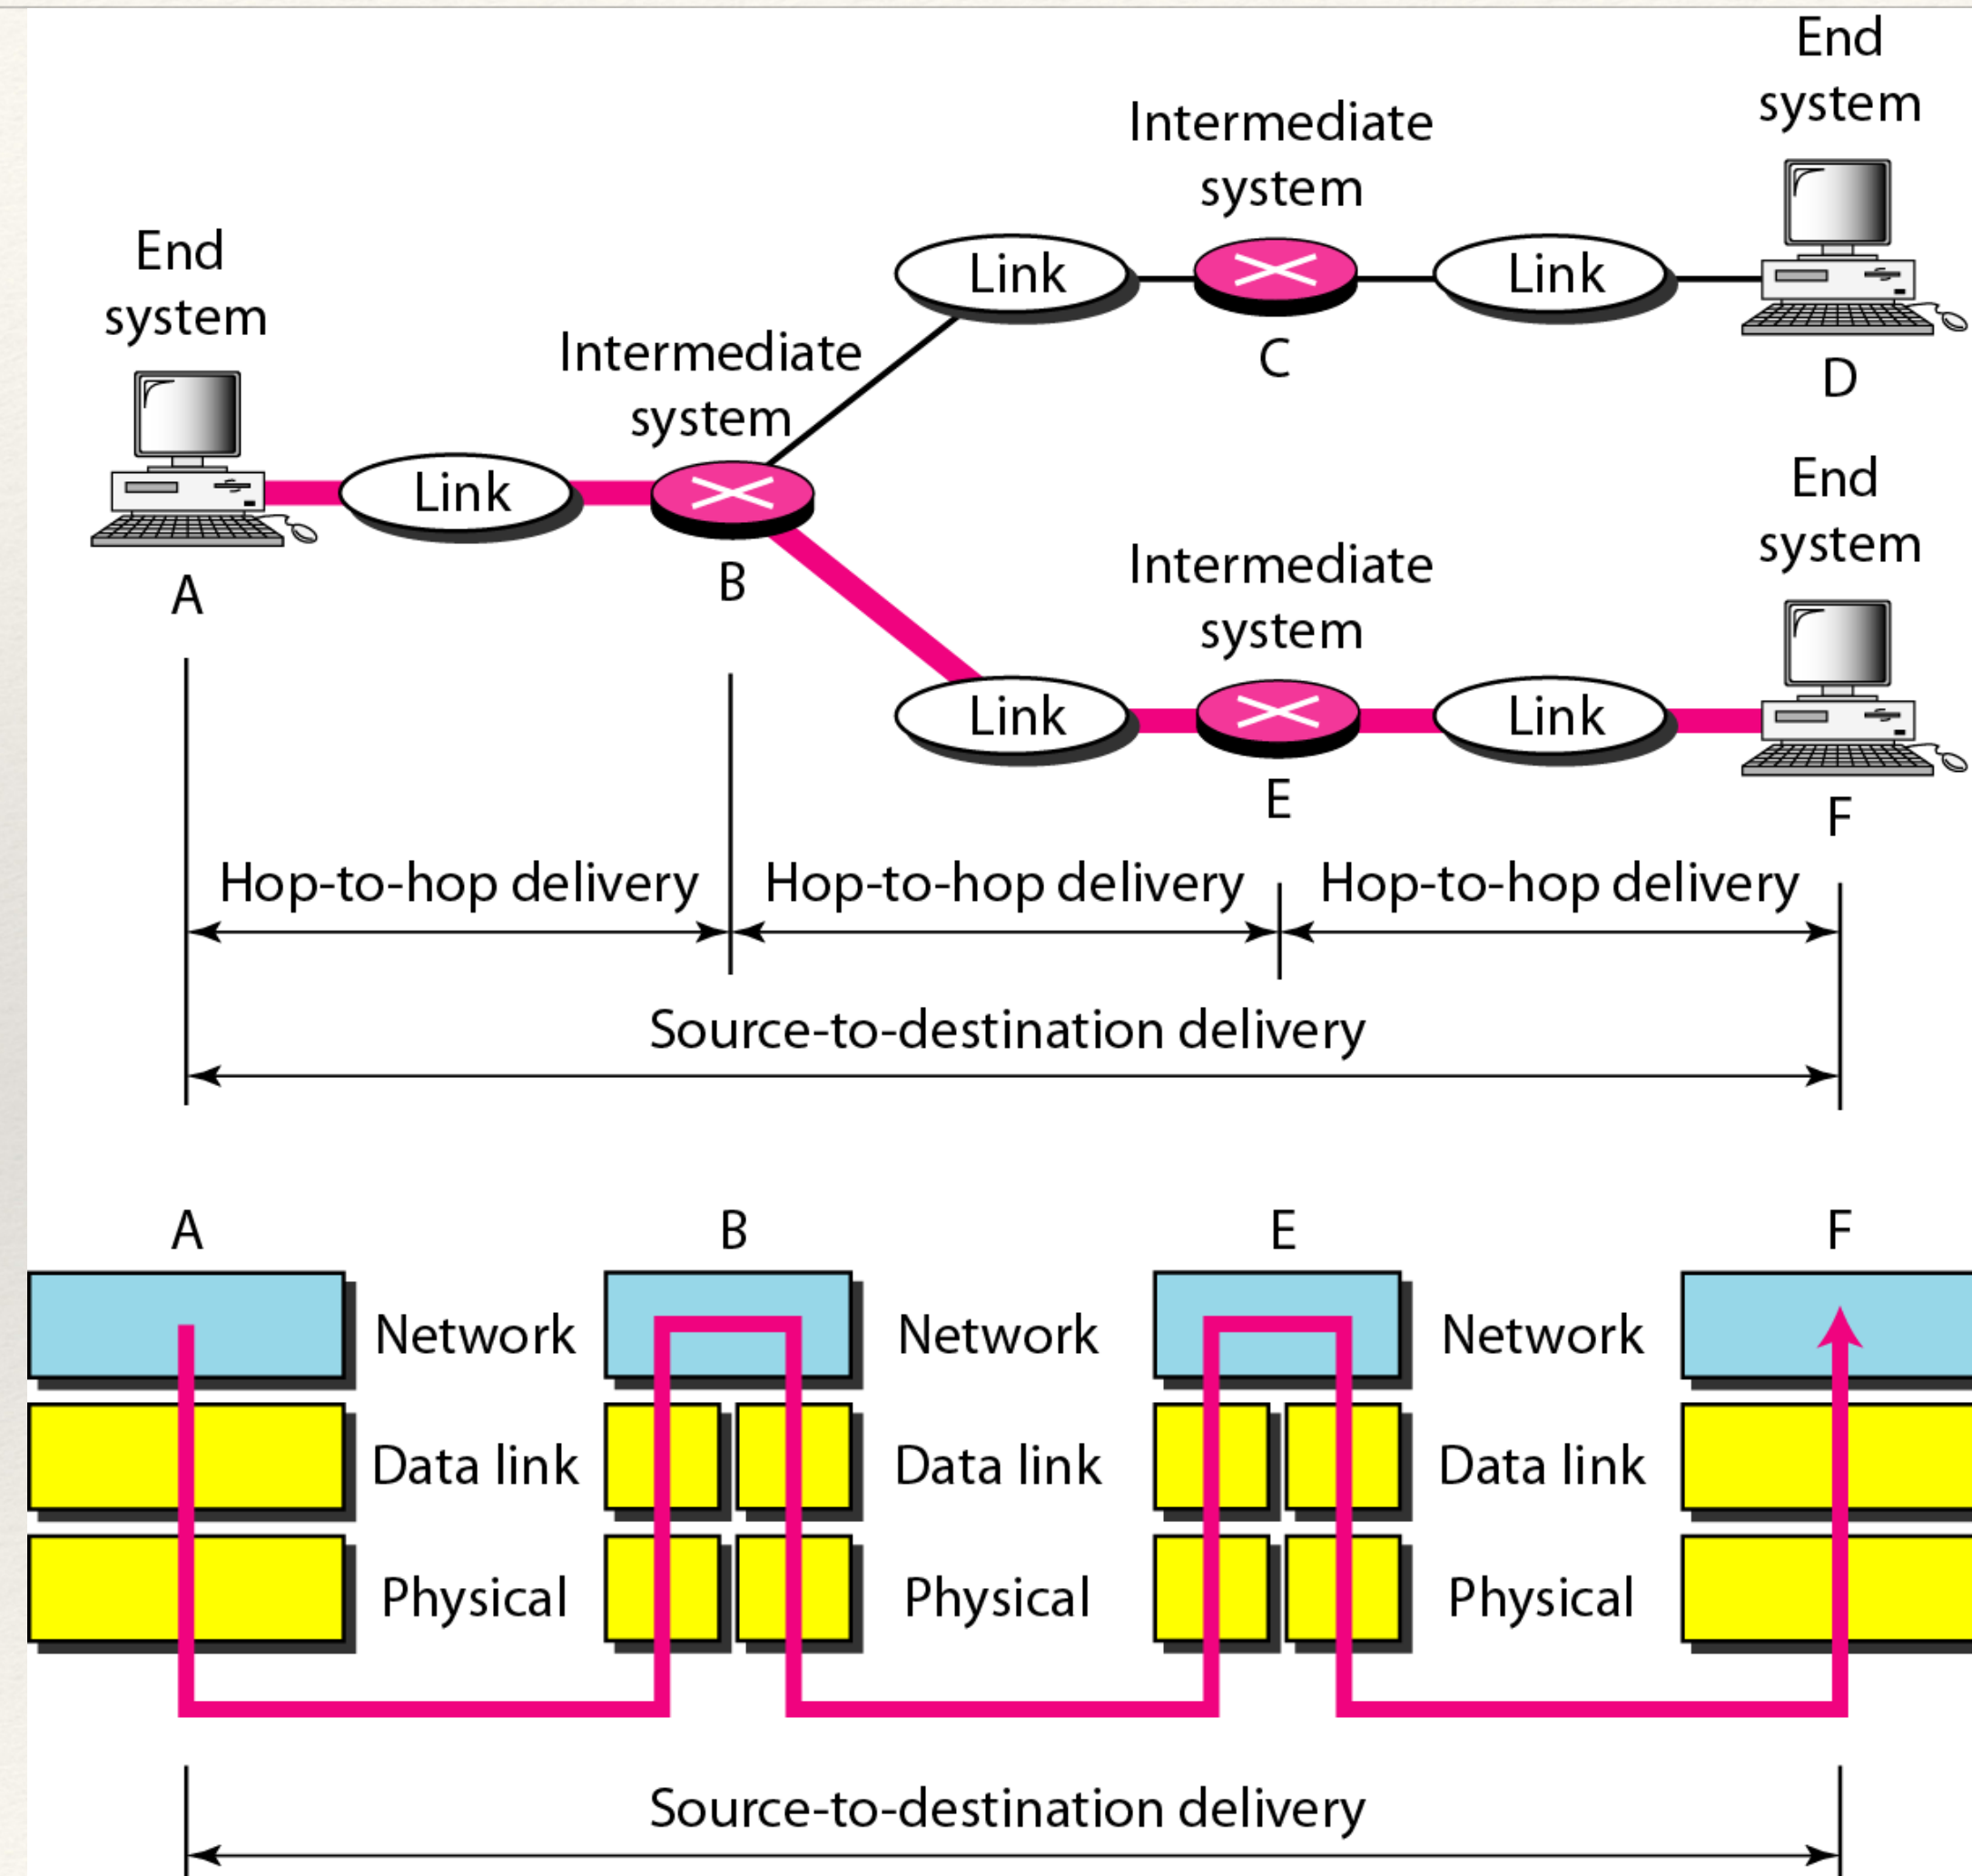 End
system
Intermediate
system
End
system
Link
Link
C
D
Intermediate
system
End
system
Link
A
B
Intermediate
system
Link
Link
E
F
Hop-to-hop delivery Hop-to-hop delivery Hop-to-hop delivery
Source-to-destination delivery
A B E F
Network Network Network
Data link Data link Data link
Physical Physical Physical
Source-to-destination delivery